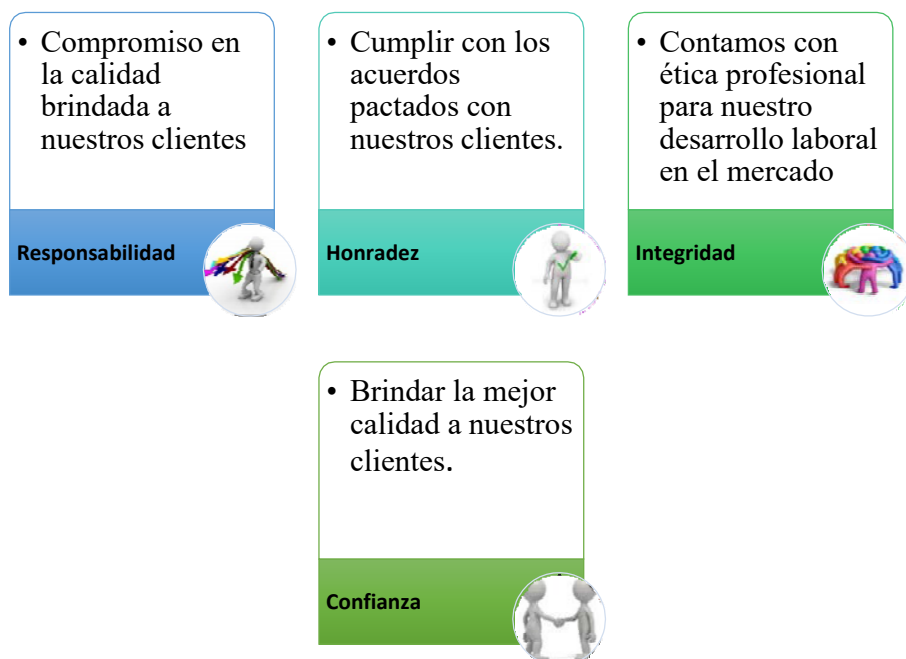 • Compromiso en
la calidad
brindada a
nuestros clientes
Responsabilidad
• Cumplir con los
acuerdos
pactados con
nuestros clientes.
Honradez
• Contamos con
ética profesional
para nuestro
desarrollo laboral
en el mercado
Integridad
• Brindar la mejor
calidad a nuestros
clientes.
Confianza